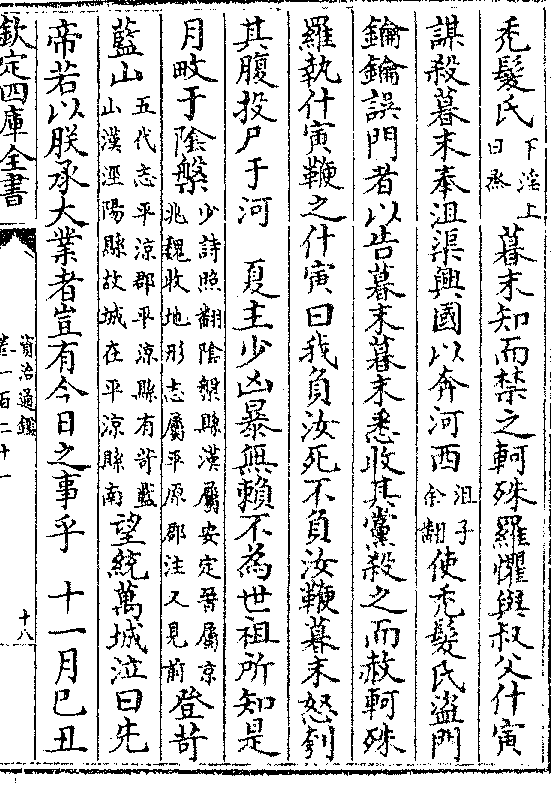 禿髮氏下淫上曰烝暮末知而禁之軻殊羅懼與叔父什寅
謀殺暮末奉沮渠興國以奔河西沮子余翻使禿髮氏盜門
鑰鑰誤門者以告暮末暮末悉收其黨殺之而赦軻殊
羅執什寅鞭之什寅曰我負汝死不負汝鞭暮末怒刳
其腹投尸于河 夏主少凶暴無賴不為世祖所知是
月畋于陰槃少詩照翻陰槃縣漢屬安定晉屬京兆魏收地形志屬平原郡注又見前登苛
藍山五代志平涼郡平涼縣有苛藍山漢涇陽縣故城在平涼縣南望統萬城泣曰先
帝若以朕承大業者豈有今日之事乎 十一月己丑
欽定四庫全書
資治通鑑
卷一百二十一
十八